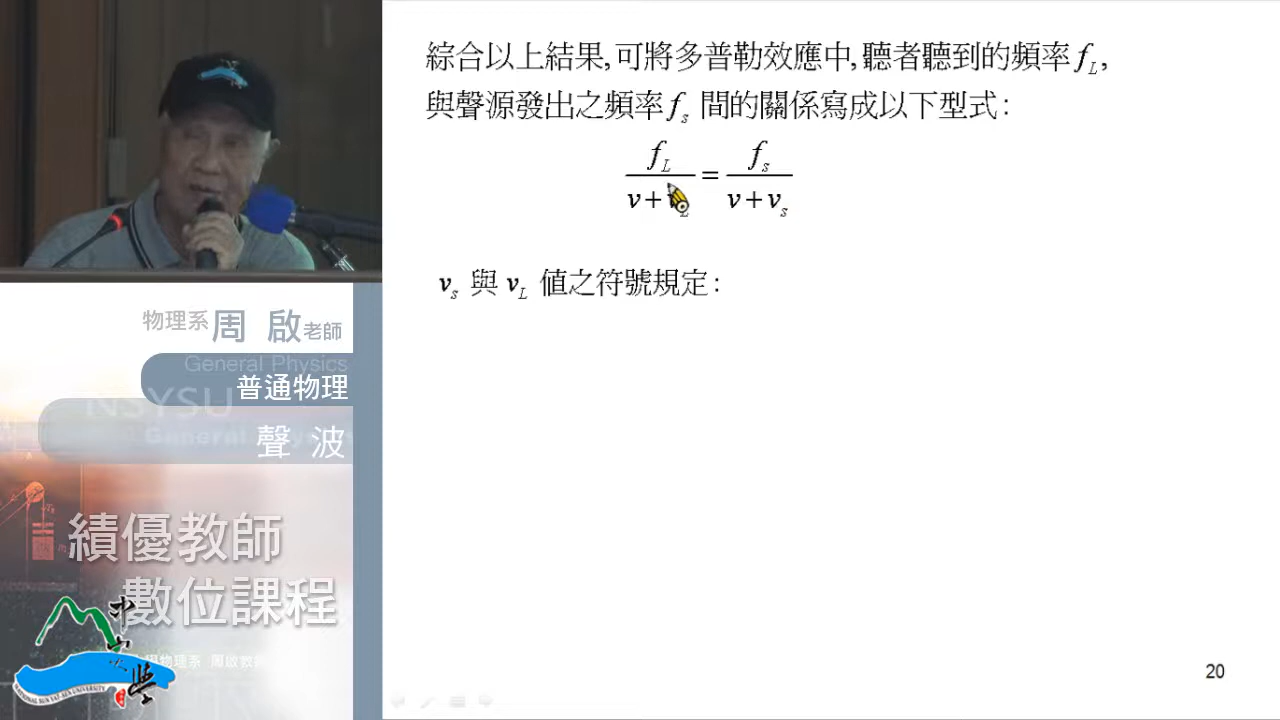 綜合以上結果,可將多普勒效應中,聽者聽到的頻率 f_L,
與聲源發出之頻率 f_s 間的關係寫成以下型式:
f_L / (v + v_L) = f_s / (v + v_s)
v_s 與 v_L 值之符號規定:
物理系 周 啟 老師
General Physics
普通物理
NSYSU
General Physics
聲 波
績優教師
數位課程
20